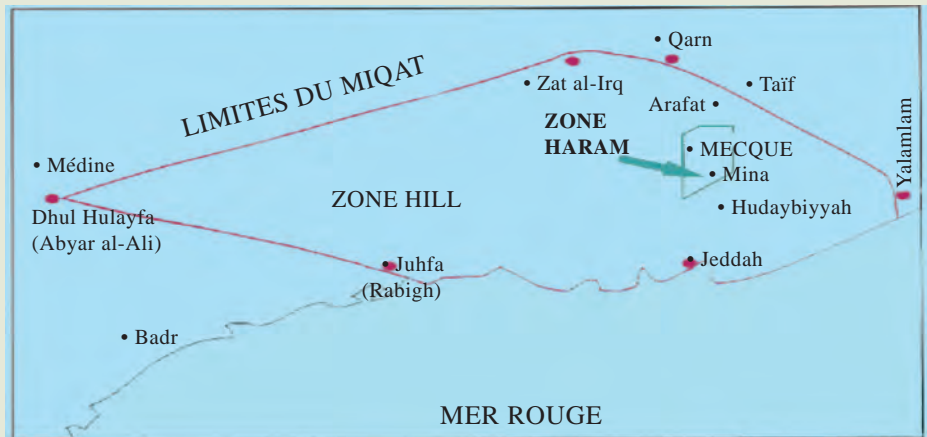 • Qarn
LIMITES DU MIQAT
• Zat al-Irq
• Taïf
Arafat •
ZONE
HARAM
• MECQUE
• Médine
• Mina
Yalamlam
ZONE HILL
• Hudaybiyyah
Dhul Hulayfa
(Abyar al-Ali)
• Juhfa
(Rabigh)
• Jeddah
• Badr
MER ROUGE